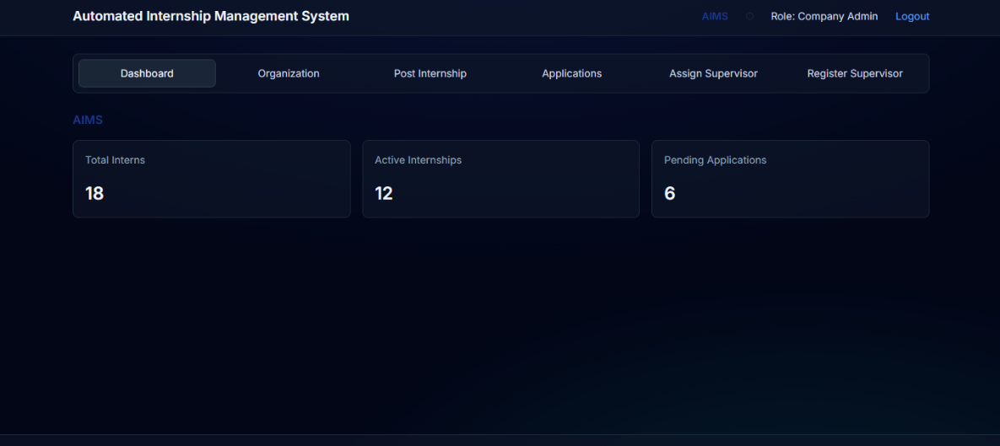 Automated Internship Management System
AIMS Role: Company Admin Logout
Dashboard Organization Post Internship Applications Assign Supervisor Register Supervisor
AIMS
Total Interns
18
Active Internships
12
Pending Applications
6